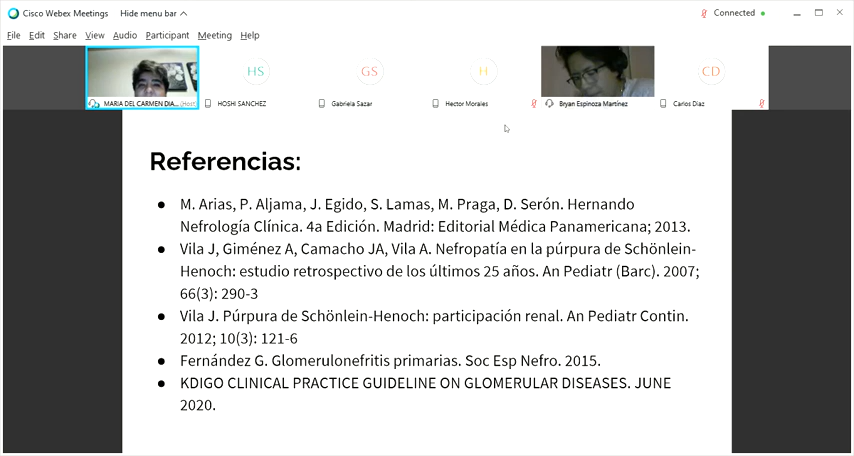 Cisco Webex Meetings Hide menu bar Connected
File Edit Share View Audio Participant Meeting Help
HS GS H CD
MARIA DEL CARMEN DIA... (Host) HOSHI SANCHEZ Gabriela Sazar Hector Morales Bryan Espinoza Martínez Carlos Diaz
Referencias:
● M. Arias, P. Aljama, J. Egido, S. Lamas, M. Praga, D. Serón. Hernando
Nefrología Clínica. 4a Edición. Madrid: Editorial Médica Panamericana; 2013.
● Vila J, Giménez A, Camacho JA, Vila A. Nefropatía en la púrpura de Schönlein-
Henoch: estudio retrospectivo de los últimos 25 años. An Pediatr (Barc). 2007;
66(3): 290-3
● Vila J. Púrpura de Schönlein-Henoch: participación renal. An Pediatr Contin.
2012; 10(3): 121-6
● Fernández G. Glomerulonefritis primarias. Soc Esp Nefro. 2015.
● KDIGO CLINICAL PRACTICE GUIDELINE ON GLOMERULAR DISEASES. JUNE
2020.